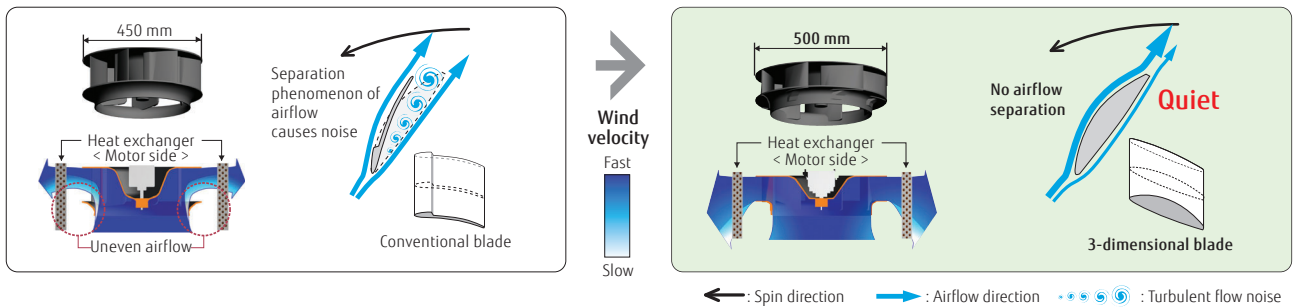 450 mm
Separation
phenomenon of
airflow
causes noise
Heat exchanger
< Motor side >
Uneven airflow
Conventional blade
Wind
velocity
Fast
Slow
500 mm
No airflow
separation
Quiet
Heat exchanger
< Motor side >
3-dimensional blade
: Spin direction
: Airflow direction
: Turbulent flow noise